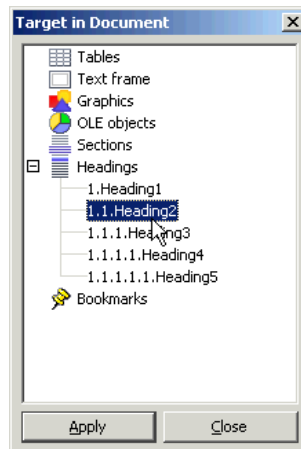 Target in Document
Tables
Text frame
Graphics
OLE objects
Sections
Headings
1.Heading1
1.1.Heading2
1.1.1.Heading3
1.1.1.1.Heading4
1.1.1.1.1.Heading5
Bookmarks
Apply Close